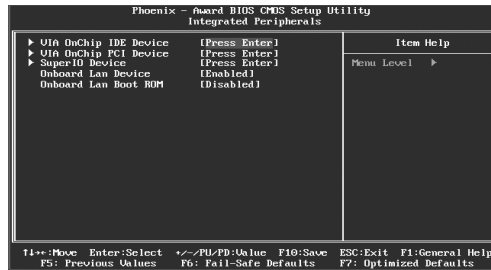 Phoenix - Award BIOS CMOS Setup Utility
Integrated Peripherals
▶ VIA OnChip IDE Device [Press Enter]
▶ VIA OnChip PCI Device [Press Enter]
▶ SuperIO Device [Press Enter]
Onboard Lan Device [Enabled]
Onboard Lan Boot ROM [Disabled]
Item Help
Menu Level ▶
↑↓→←:Move Enter:Select +/-/PU/PD:Value F10:Save ESC:Exit F1:General Help
F5: Previous Values F6: Fail-Safe Defaults F7: Optimized Defaults